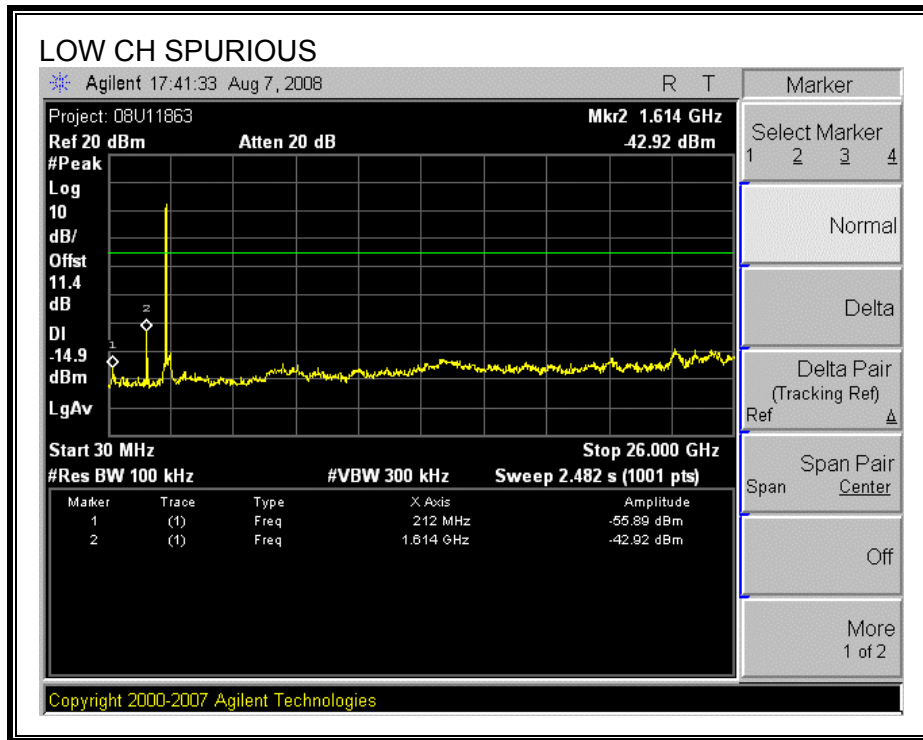 LOW CH SPURIOUS
Agilent 17:41:33 Aug 7, 2008 R T
Project: 08U11863 Mkr2 1.614 GHz
Ref 20 dBm Atten 20 dB -42.92 dBm
#Peak
Log
10
dB/
Offst
11.4
dB
DI
-14.9
dBm
LgAv
1
2
Start 30 MHz Stop 26.000 GHz
#Res BW 100 kHz #VBW 300 kHz Sweep 2.482 s (1001 pts)
Marker Trace Type X Axis Amplitude
1 (1) Freq 212 MHz -55.89 dBm
2 (1) Freq 1.614 GHz -42.92 dBm
Marker
Select Marker
1 2 3 4
Normal
Delta
Delta Pair
(Tracking Ref)
Ref Δ
Span Pair
Span Center
Off
More
1 of 2
Copyright 2000-2007 Agilent Technologies